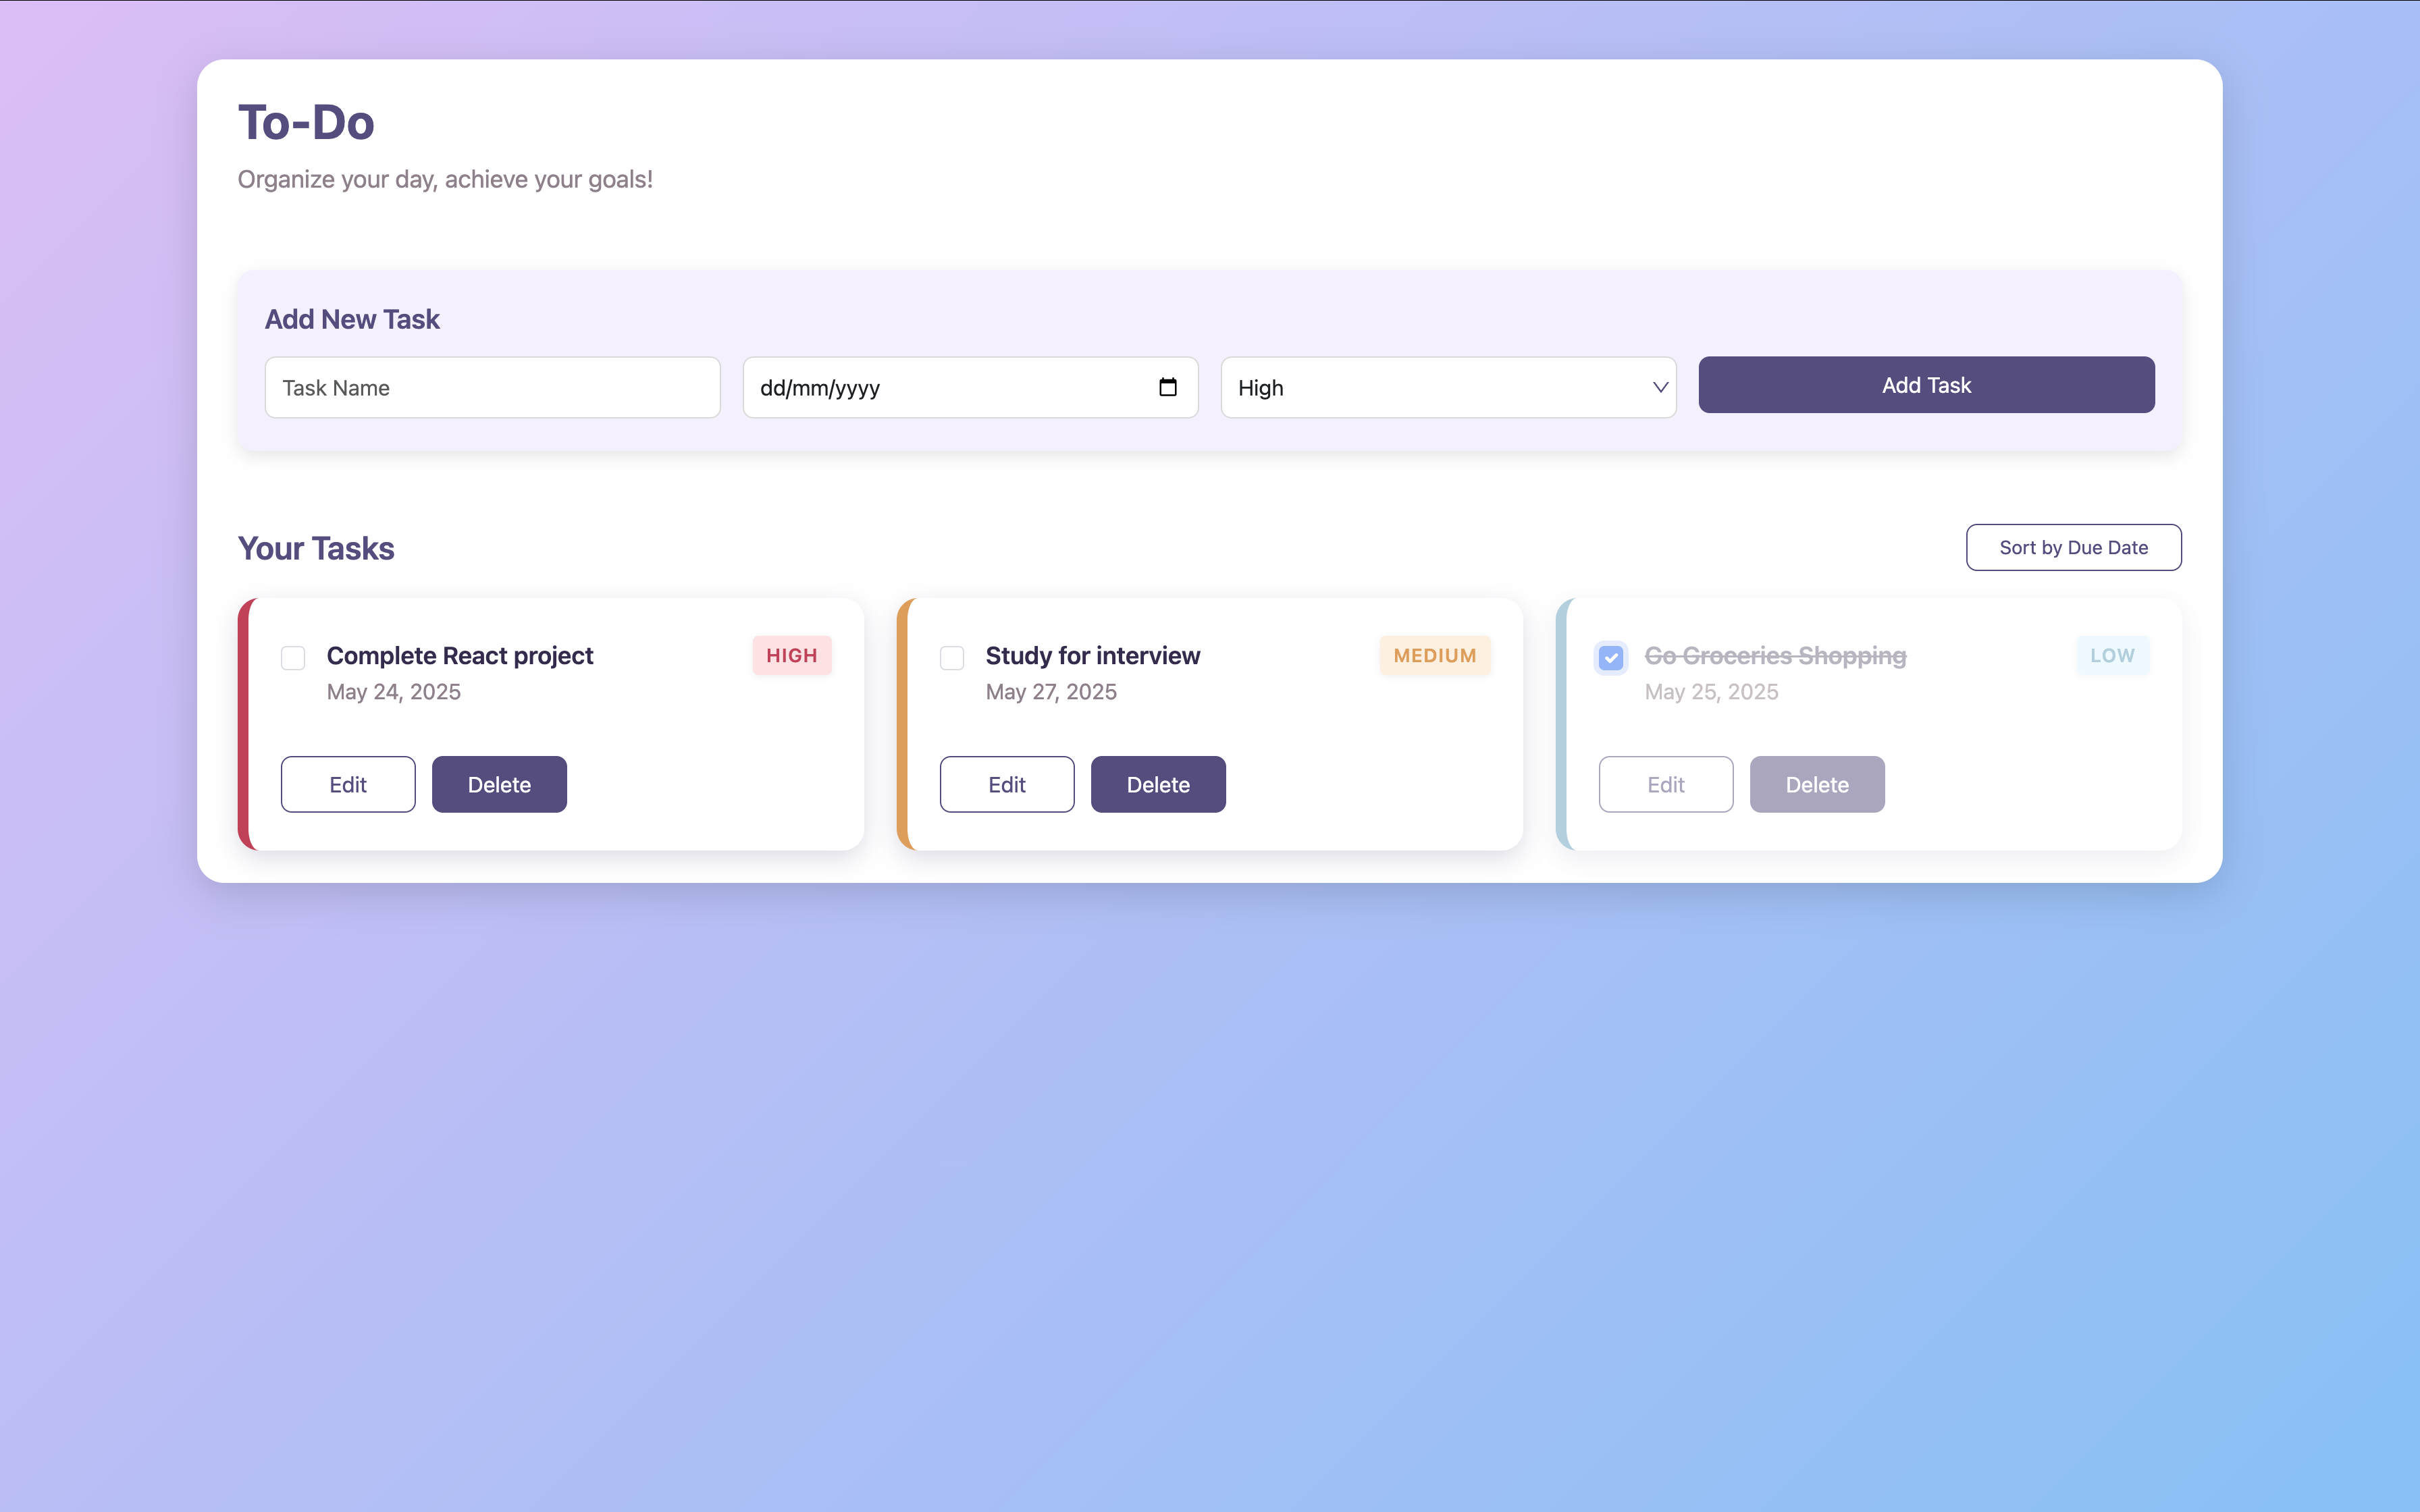 To-Do
Organize your day, achieve your goals!
Add New Task
Task Name
dd/mm/yyyy
High
Add Task
Your Tasks
Sort by Due Date
Complete React project
HIGH
May 24, 2025
Edit
Delete
Study for interview
MEDIUM
May 27, 2025
Edit
Delete
Go Groceries Shopping
LOW
May 25, 2025
Edit
Delete